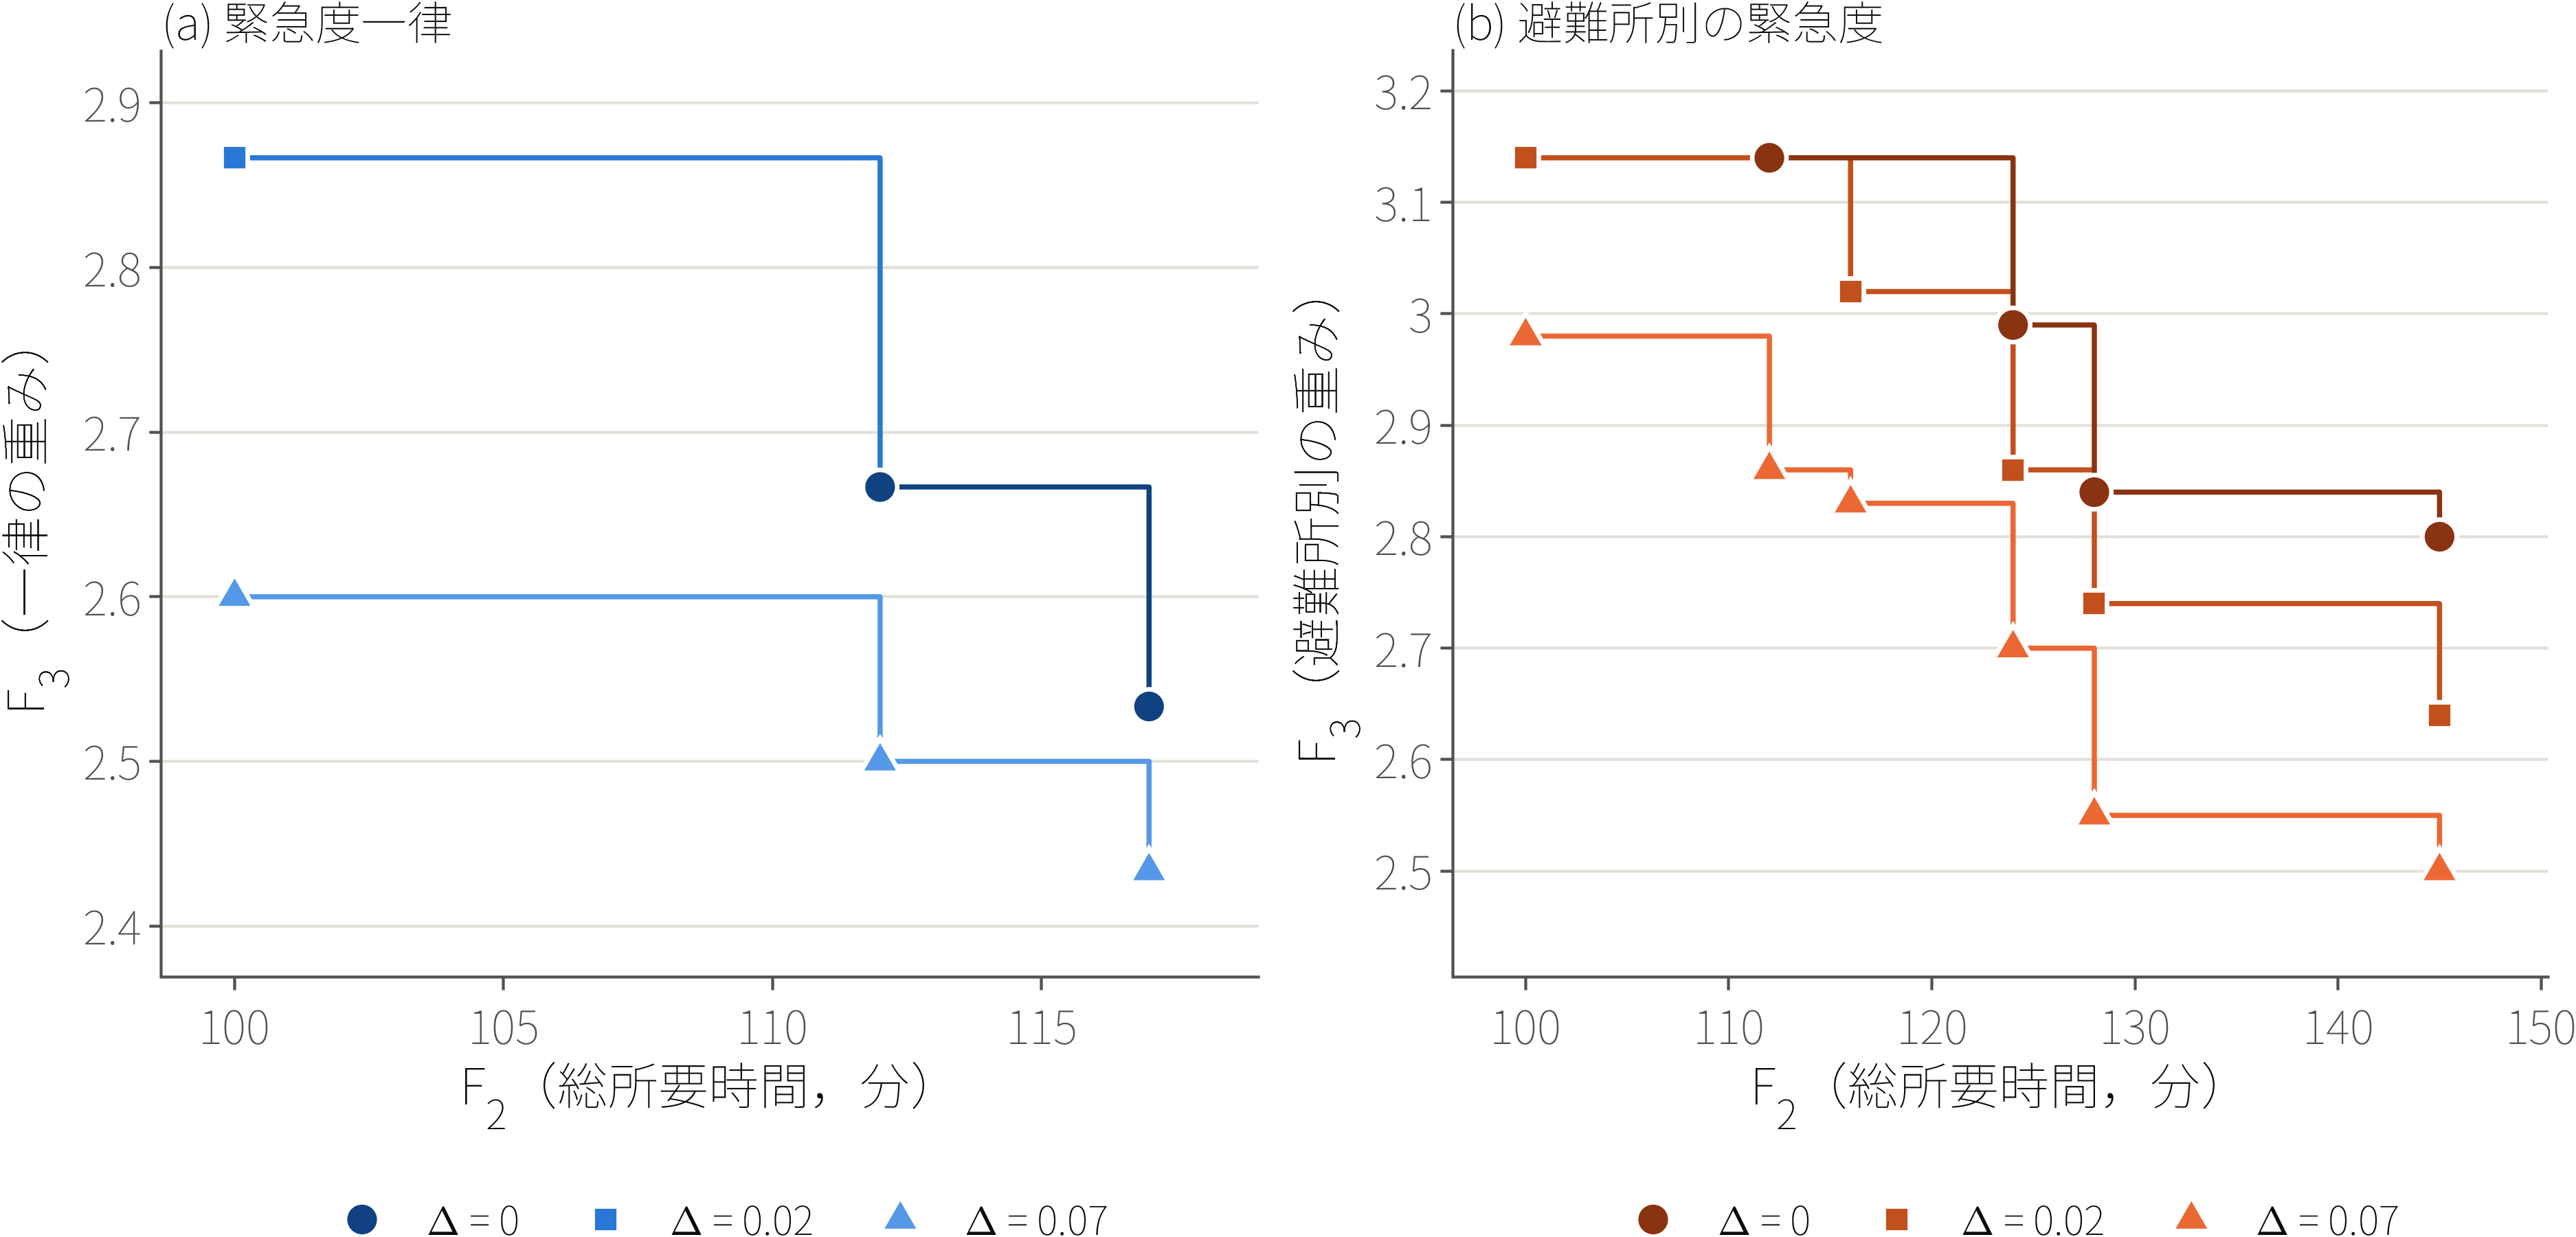 (a) 緊急度一律
2.9
2.8
2.7
2.6
2.5
2.4
F3（一律の重み）
100 105 110 115
F2（総所要時間，分）
Δ = 0 Δ = 0.02 Δ = 0.07
(b) 避難所別の緊急度
3.2
3.1
3
2.9
2.8
2.7
2.6
2.5
F3（避難所別の重み）
100 110 120 130 140 150
F2（総所要時間，分）
Δ = 0 Δ = 0.02 Δ = 0.07